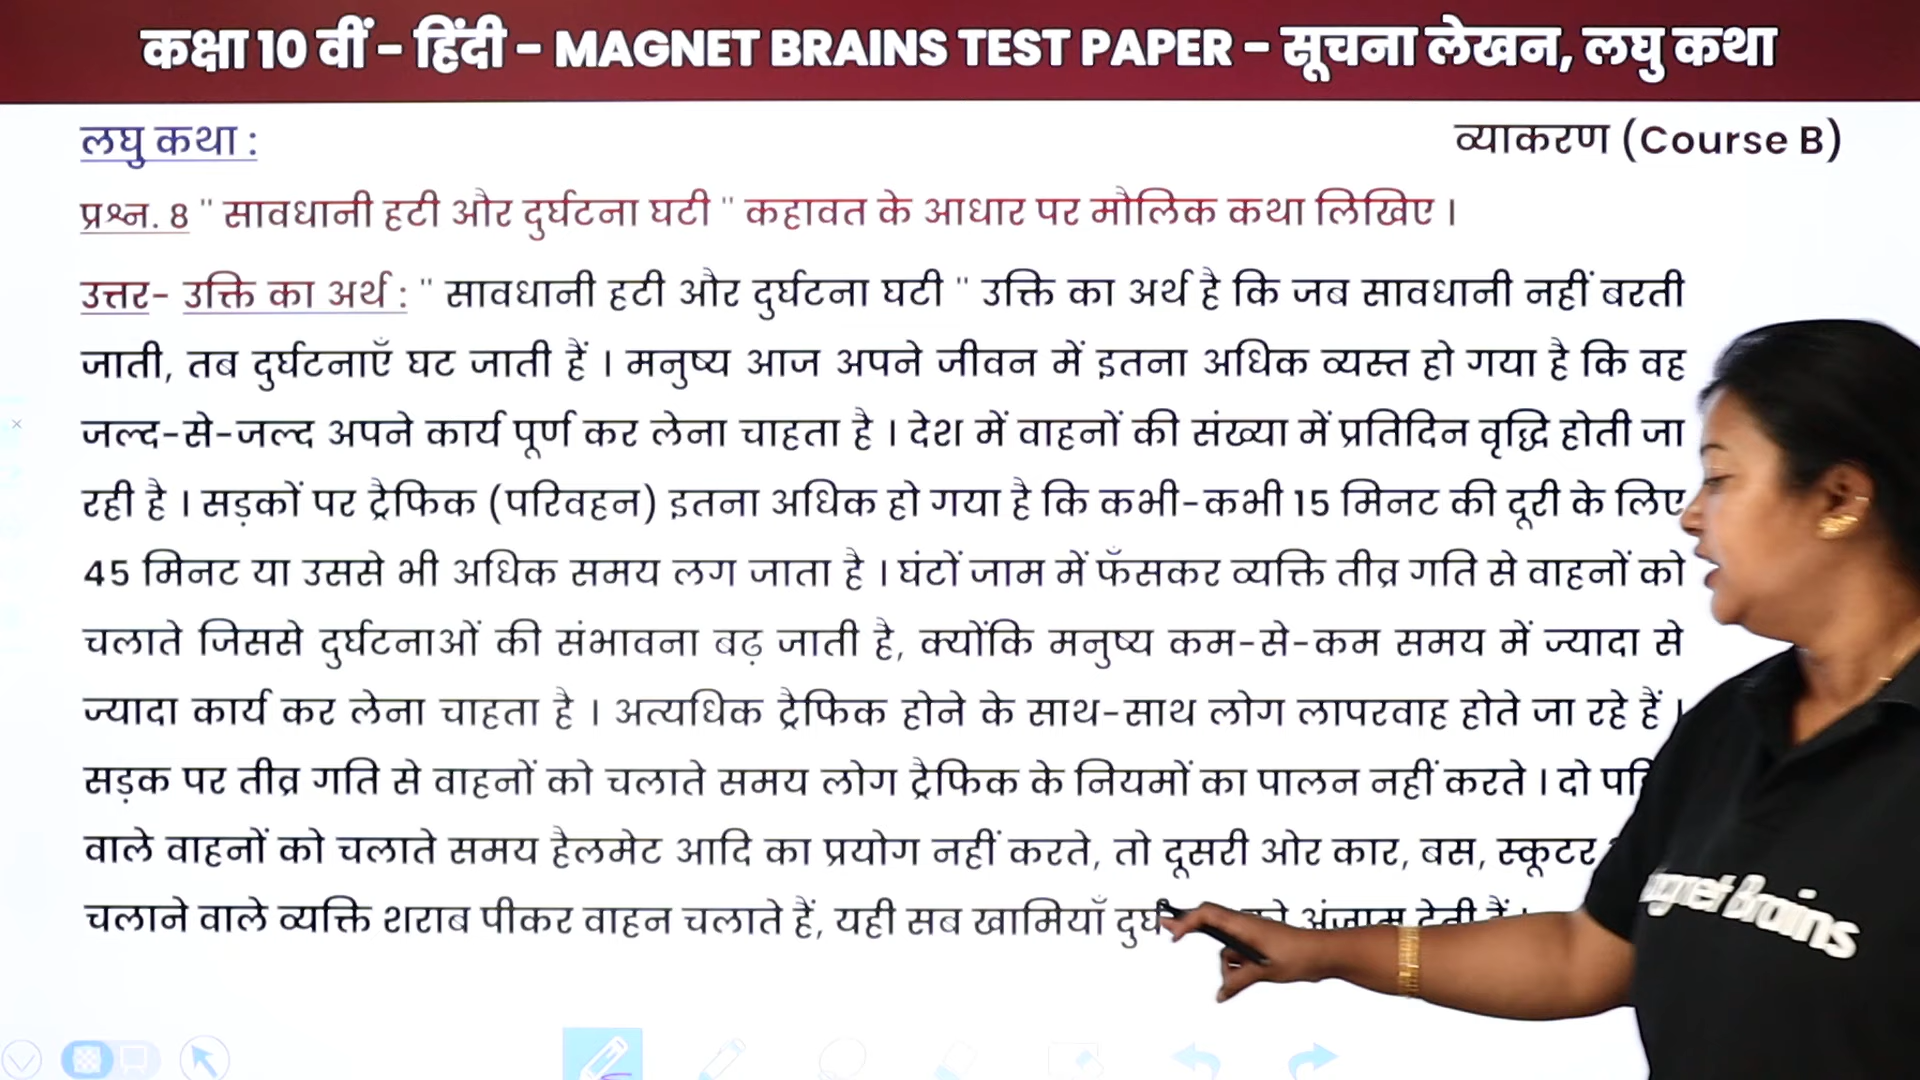 कक्षा 10 वीं - हिंदी - MAGNET BRAINS TEST PAPER - सूचना लेखन, लघु कथा
लघु कथा :
व्याकरण (Course B)
प्रश्न. 8 " सावधानी हटी और दुर्घटना घटी " कहावत के आधार पर मौलिक कथा लिखिए ।
उत्तर- उक्ति का अर्थ : " सावधानी हटी और दुर्घटना घटी " उक्ति का अर्थ है कि जब सावधानी नहीं बरती
जाती, तब दुर्घटनाएँ घट जाती हैं । मनुष्य आज अपने जीवन में इतना अधिक व्यस्त हो गया है कि वह
जल्द-से-जल्द अपने कार्य पूर्ण कर लेना चाहता है । देश में वाहनों की संख्या में प्रतिदिन वृद्धि होती जा
रही है । सड़कों पर ट्रैफिक (परिवहन) इतना अधिक हो गया है कि कभी-कभी 15 मिनट की दूरी के लिए
45 मिनट या उससे भी अधिक समय लग जाता है । घंटों जाम में फँसकर व्यक्ति तीव्र गति से वाहनों को
चलाते जिससे दुर्घटनाओं की संभावना बढ़ जाती है, क्योंकि मनुष्य कम-से-कम समय में ज्यादा से
ज्यादा कार्य कर लेना चाहता है । अत्यधिक ट्रैफिक होने के साथ-साथ लोग लापरवाह होते जा रहे हैं ।
सड़क पर तीव्र गति से वाहनों को चलाते समय लोग ट्रैफिक के नियमों का पालन नहीं करते । दो
वाले वाहनों को चलाते समय हैलमेट आदि का प्रयोग नहीं करते, तो दूसरी ओर कार, बस, स्कूटर
चलाने वाले व्यक्ति शराब पीकर वाहन चलाते हैं, यही सब खामियाँ को अंजाम देती हैं ।
Magnet Brains